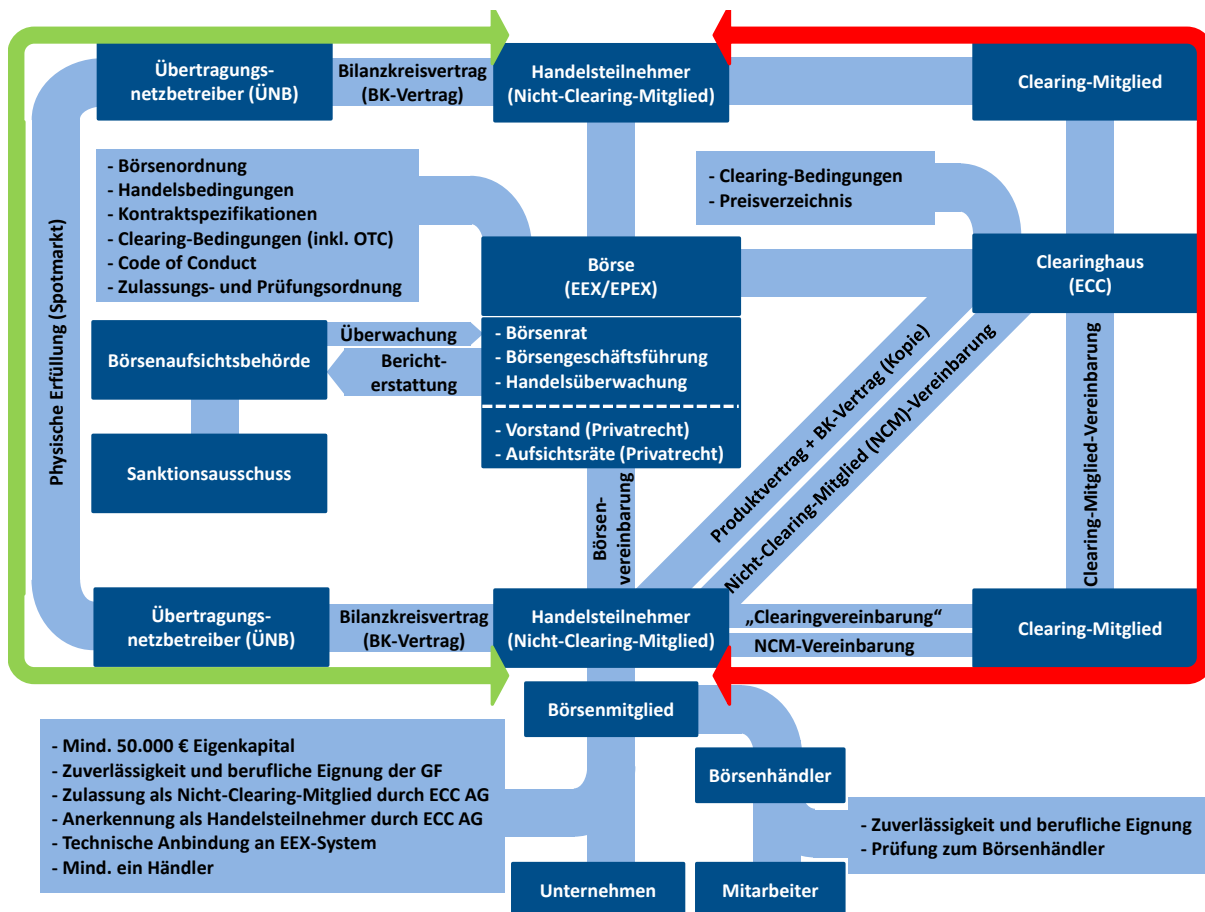 Übertragungs-
netzbetreiber (ÜNB)
Bilanzkreisvertrag
(BK-Vertrag)
Handelsteilnehmer
(Nicht-Clearing-Mitglied)
Clearing-Mitglied
- Börsenordnung
- Handelsbedingungen
- Kontraktspezifikationen
- Clearing-Bedingungen (inkl. OTC)
- Code of Conduct
- Zulassungs- und Prüfungsordnung
- Clearing-Bedingungen
- Preisverzeichnis
Physische Erfüllung (Spotmarkt)
Börse
(EEX/EPEX)
Clearinghaus
(ECC)
Börsenaufsichtsbehörde
Überwachung
Bericht-
erstattung
- Börsenrat
- Börsengeschäftsführung
- Handelsüberwachung
- Vorstand (Privatrecht)
- Aufsichtsräte (Privatrecht)
Sanktionsausschuss
Börsen-
vereinbarung
Produktvertrag + BK-Vertrag (Kopie)
Nicht-Clearing-Mitglied (NCM)-Vereinbarung
Clearing-Mitglied-Vereinbarung
Übertragungs-
netzbetreiber (ÜNB)
Bilanzkreisvertrag
(BK-Vertrag)
Handelsteilnehmer
(Nicht-Clearing-Mitglied)
„Clearingvereinbarung“
NCM-Vereinbarung
Clearing-Mitglied
Börsenmitglied
- Mind. 50.000 € Eigenkapital
- Zuverlässigkeit und berufliche Eignung der GF
- Zulassung als Nicht-Clearing-Mitglied durch ECC AG
- Anerkennung als Handelsteilnehmer durch ECC AG
- Technische Anbindung an EEX-System
- Mind. ein Händler
Börsenhändler
- Zuverlässigkeit und berufliche Eignung
- Prüfung zum Börsenhändler
Unternehmen
Mitarbeiter